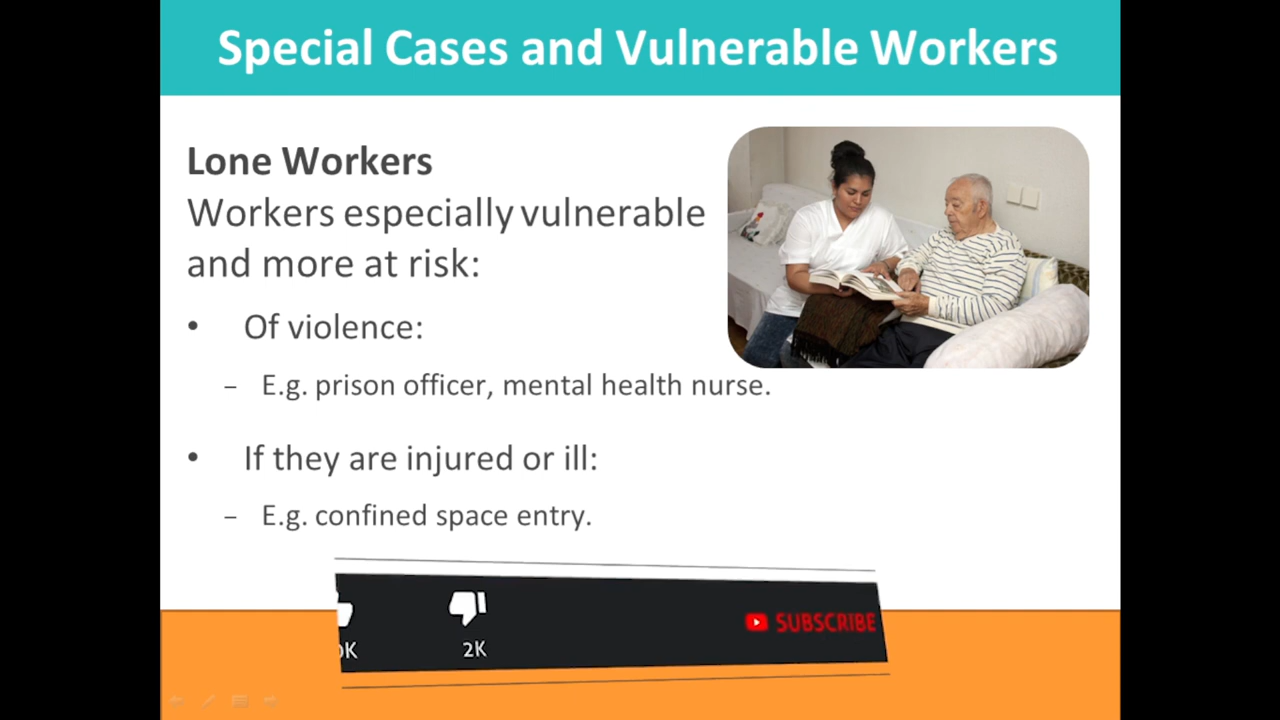 Special Cases and Vulnerable Workers
Lone Workers
Workers especially vulnerable
and more at risk:
• Of violence:
– E.g. prison officer, mental health nurse.
• If they are injured or ill:
– E.g. confined space entry.
2K
SUBSCRIBE